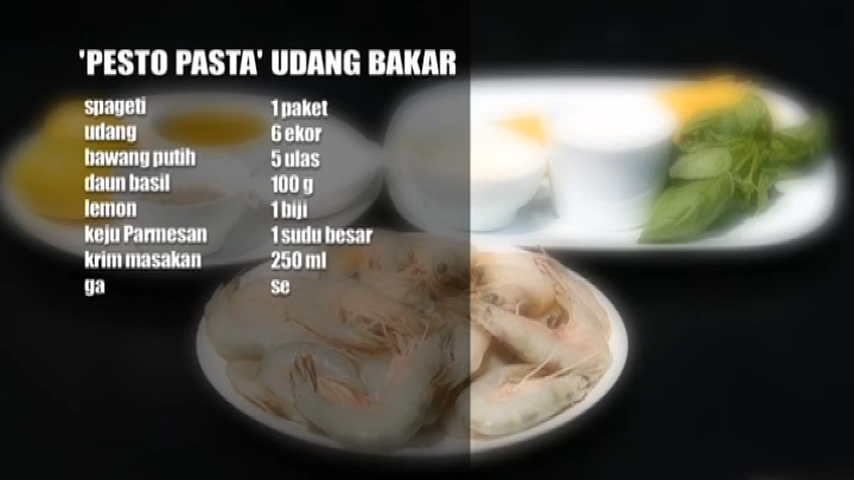 'PESTO PASTA' UDANG BAKAR
spageti 1 paket
udang 6 ekor
bawang putih 5 ulas
daun basil 100 g
lemon 1 biji
keju Parmesan 1 sudu besar
krim masakan 250 ml
ga se